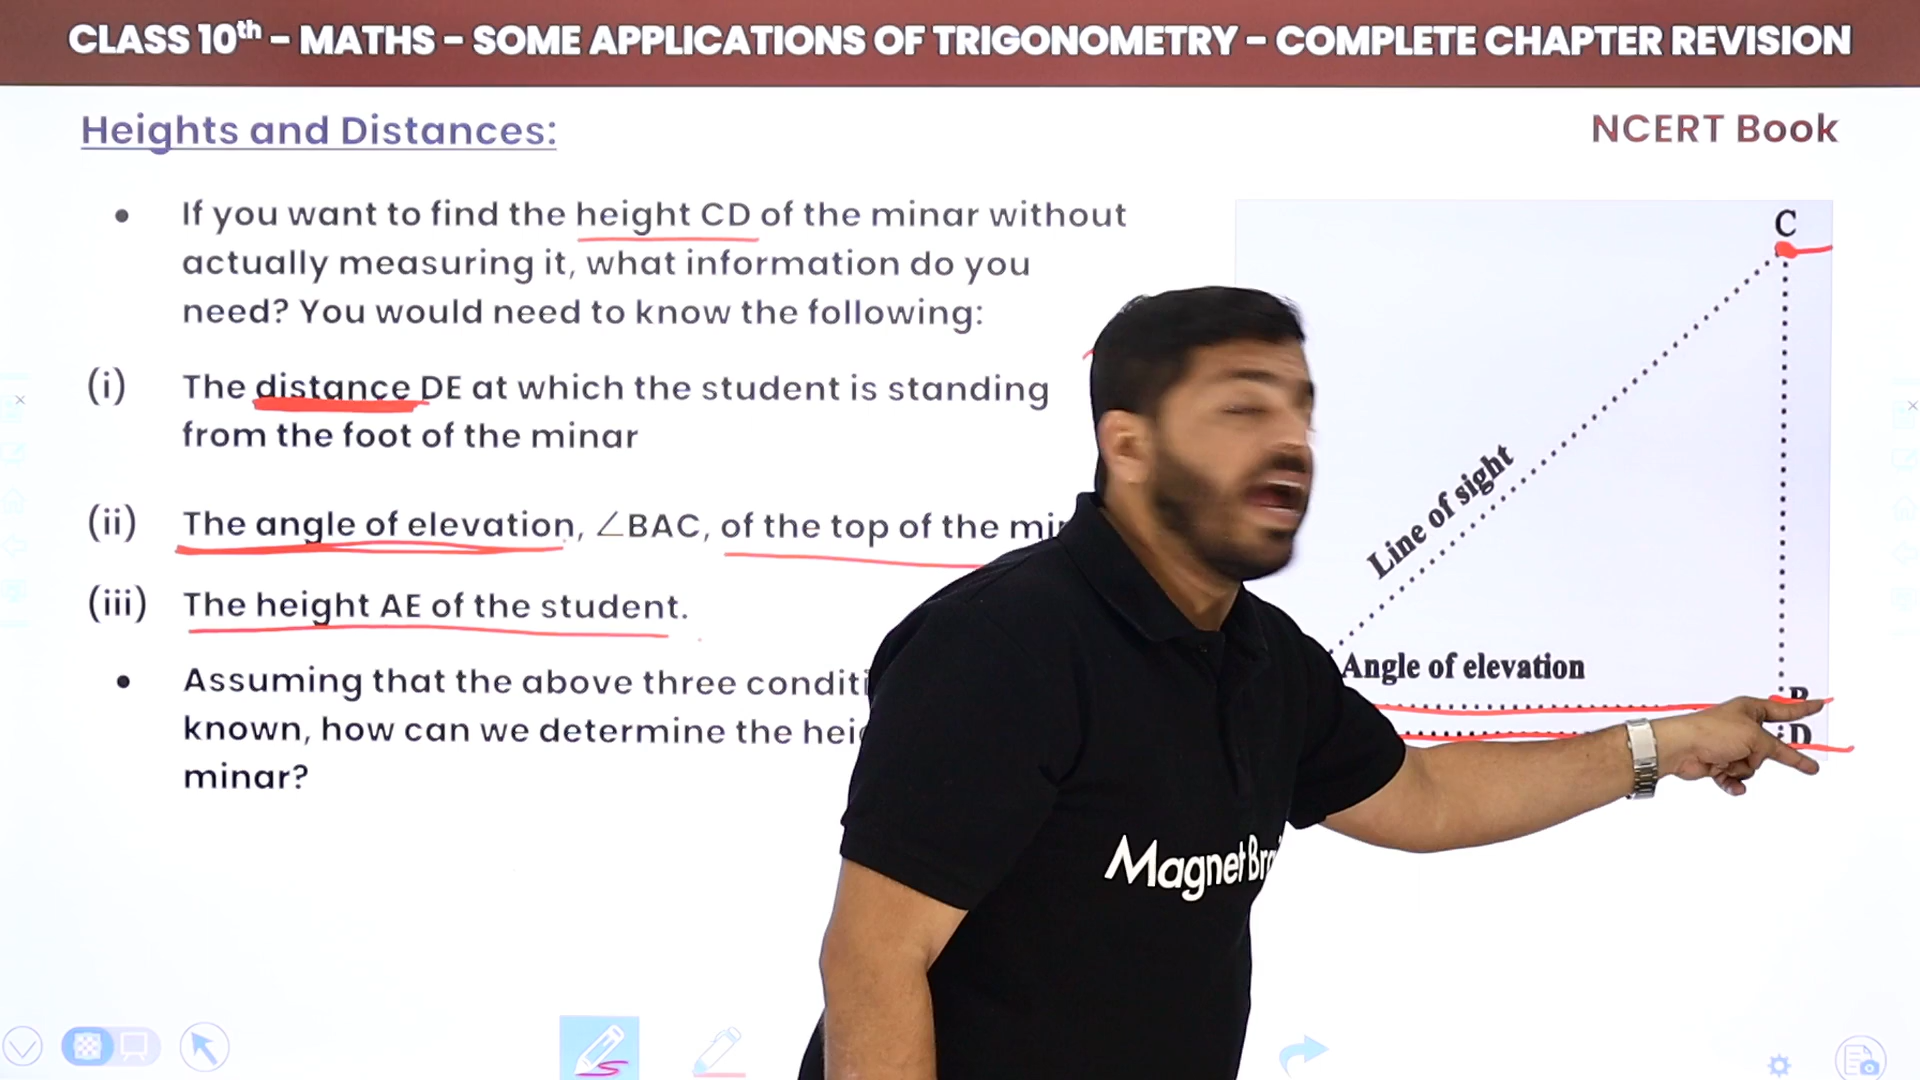 CLASS 10th – MATHS – SOME APPLICATIONS OF TRIGONOMETRY – COMPLETE CHAPTER REVISION
Heights and Distances:
NCERT Book
• If you want to find the height CD of the minar without
actually measuring it, what information do you
need? You would need to know the following:
(i) The distance DE at which the student is standing
from the foot of the minar
(ii) The angle of elevation, ∠BAC, of the top of the
(iii) The height AE of the student.
• Assuming that the above three
known, how can we determine the
minar?
C
Line of sight
Angle of elevation
D
Magnet